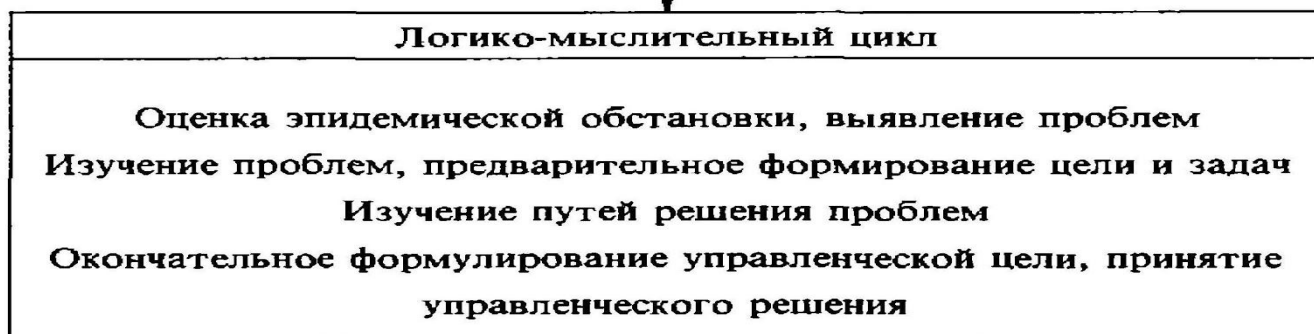 Логико-мыслительный цикл
Оценка эпидемической обстановки, выявление проблем
Изучение проблем, предварительное формирование цели и задач
Изучение путей решения проблем
Окончательное формулирование управленческой цели, принятие
управленческого решения